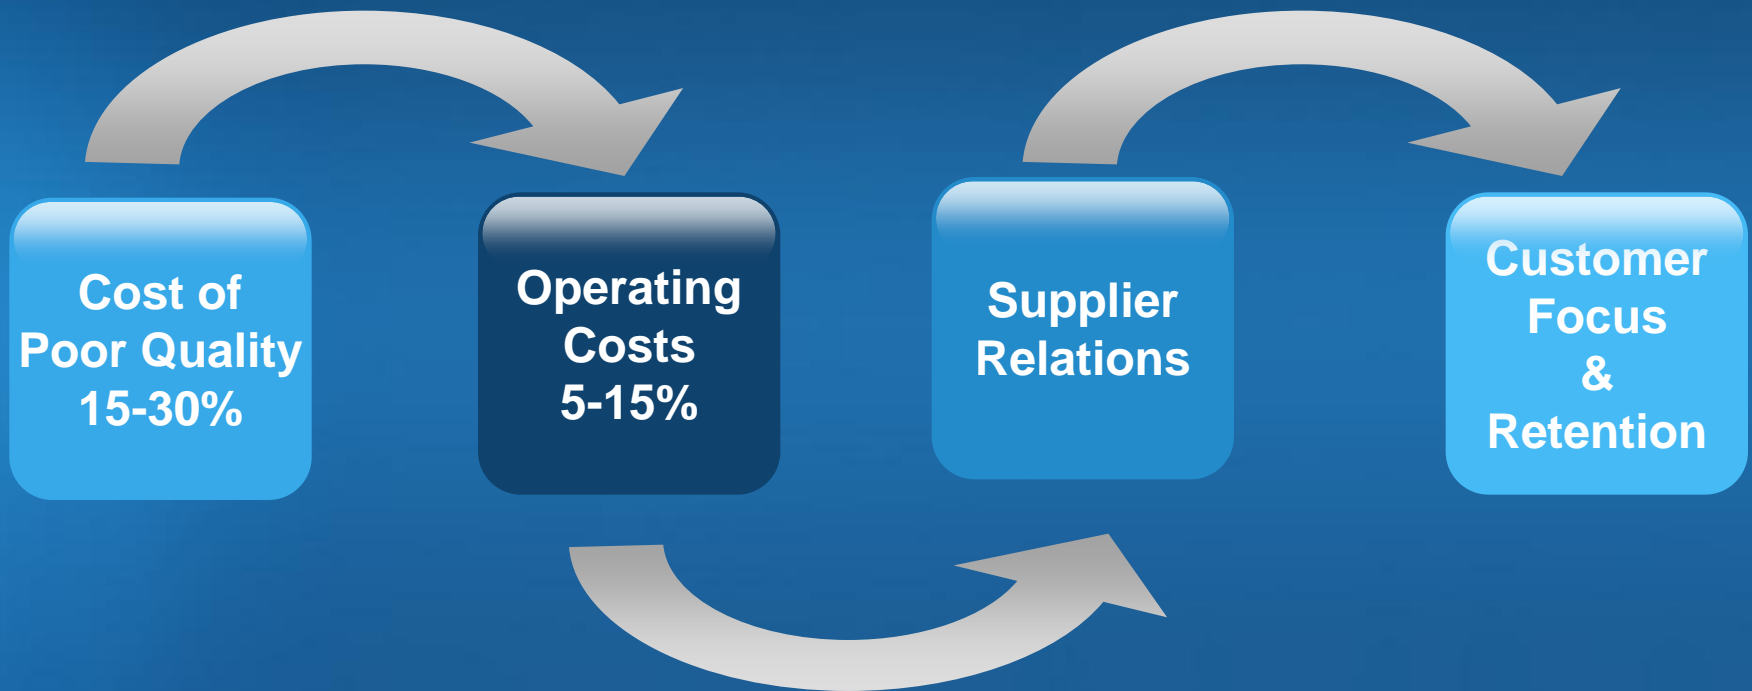 Cost of
Poor Quality
15-30%
Operating
Costs
5-15%
Supplier
Relations
Customer
Focus
&
Retention